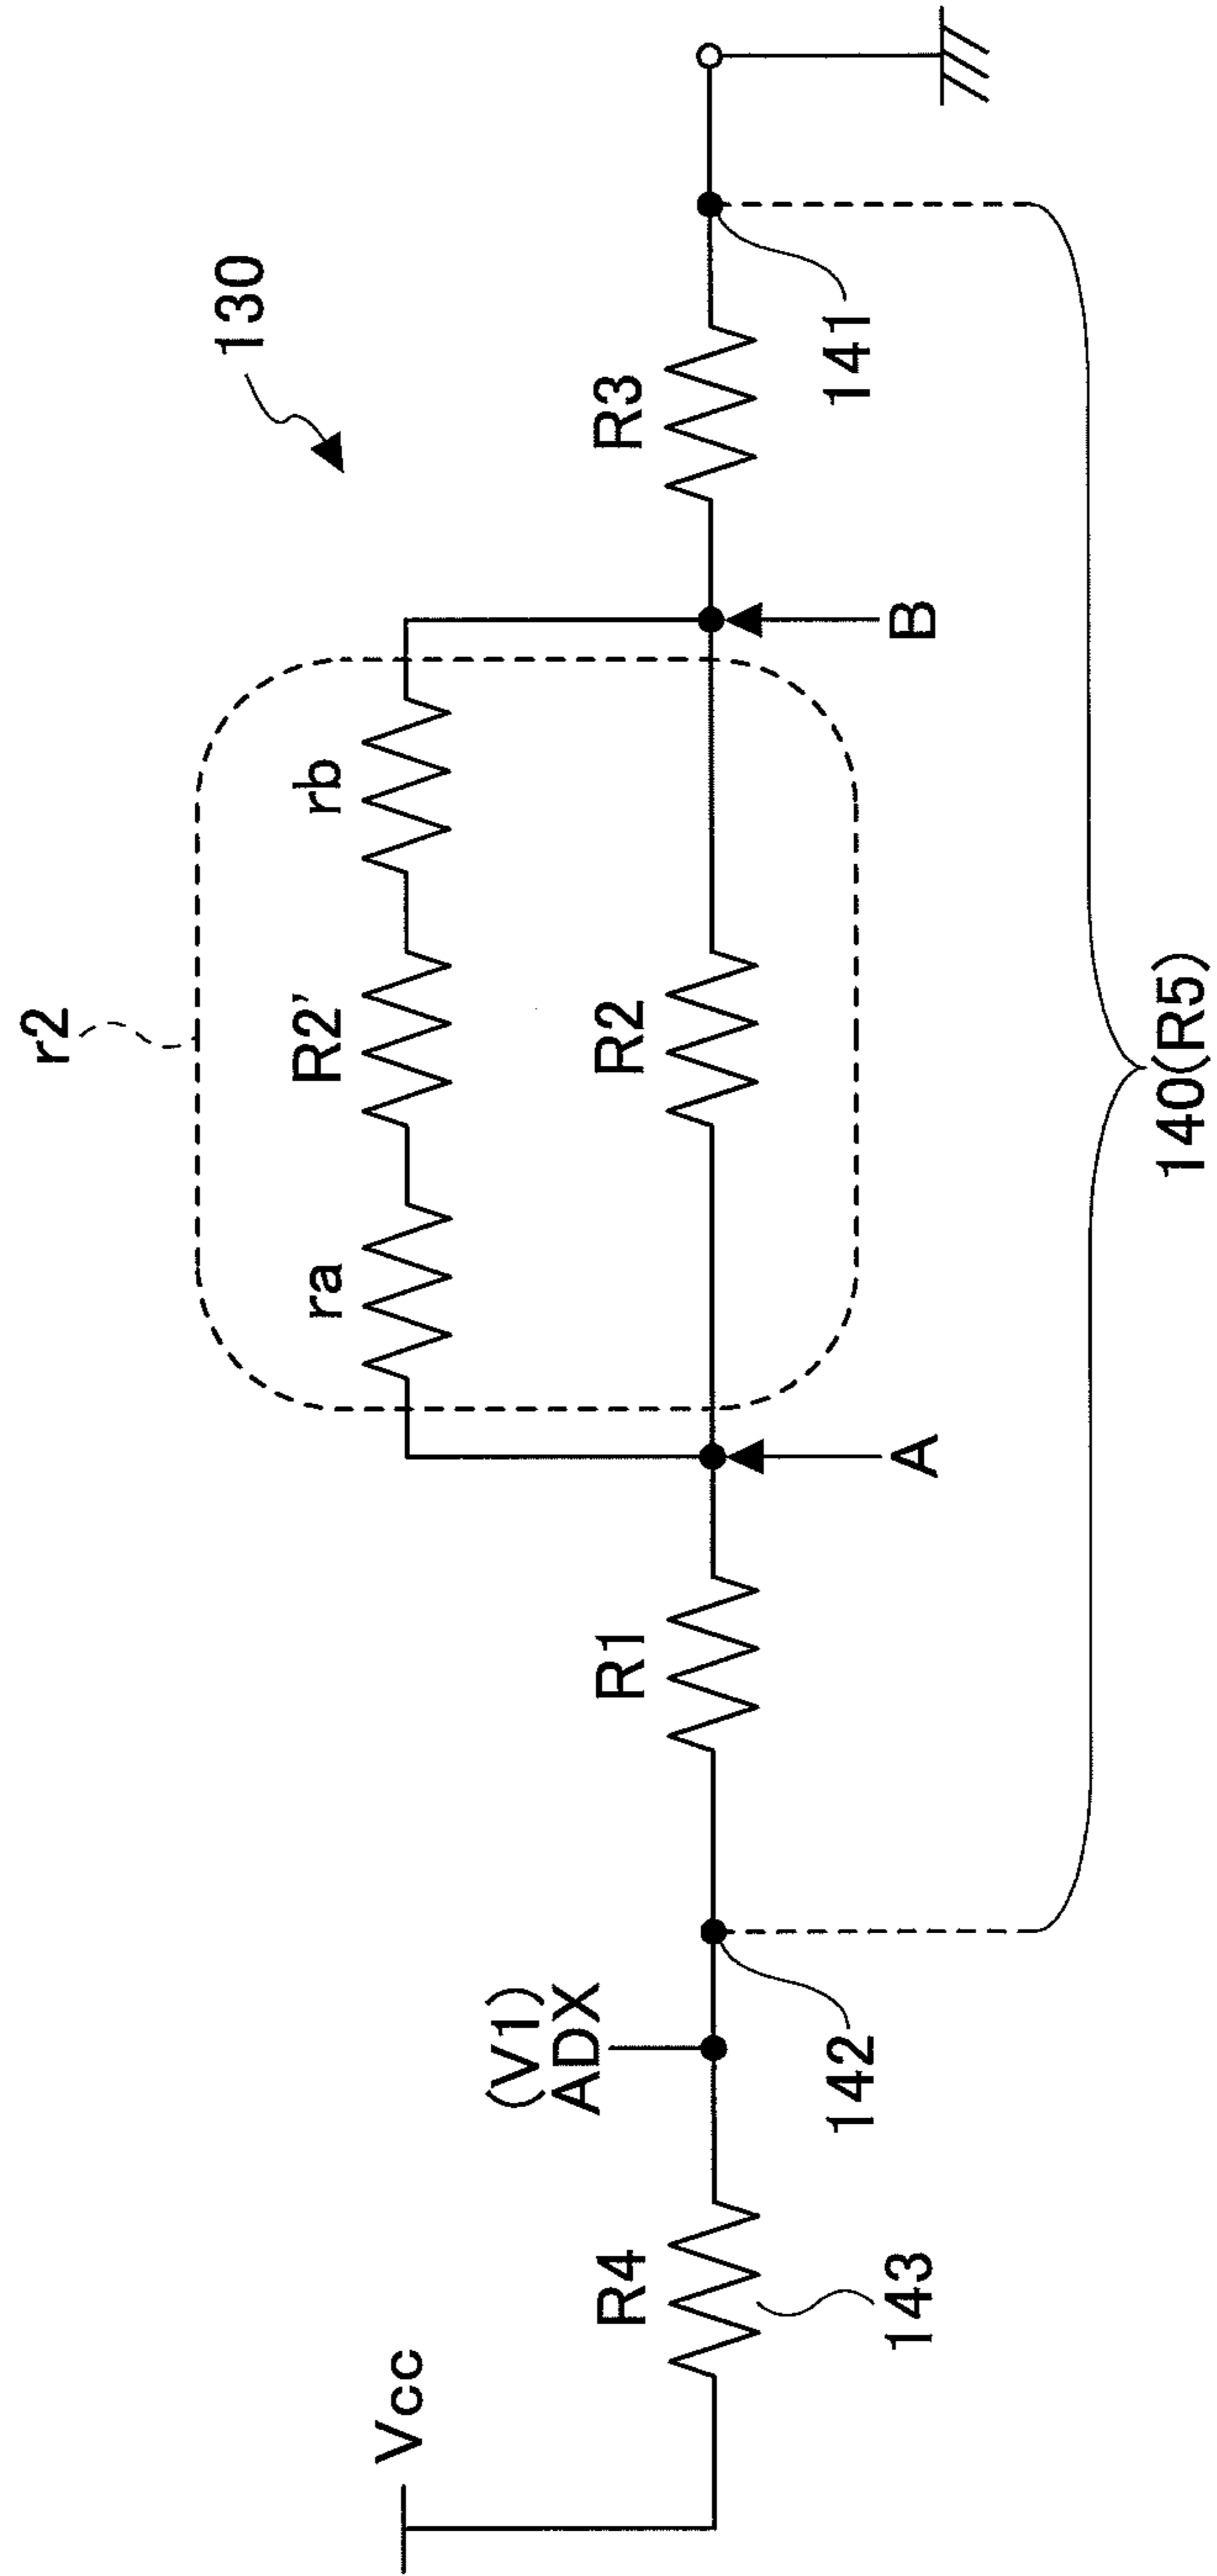 130
r2
ra
R2'
rb
R2
R1
R3
R4
Vcc
(V1)
ADX
A
B
141
142
143
140(R5)